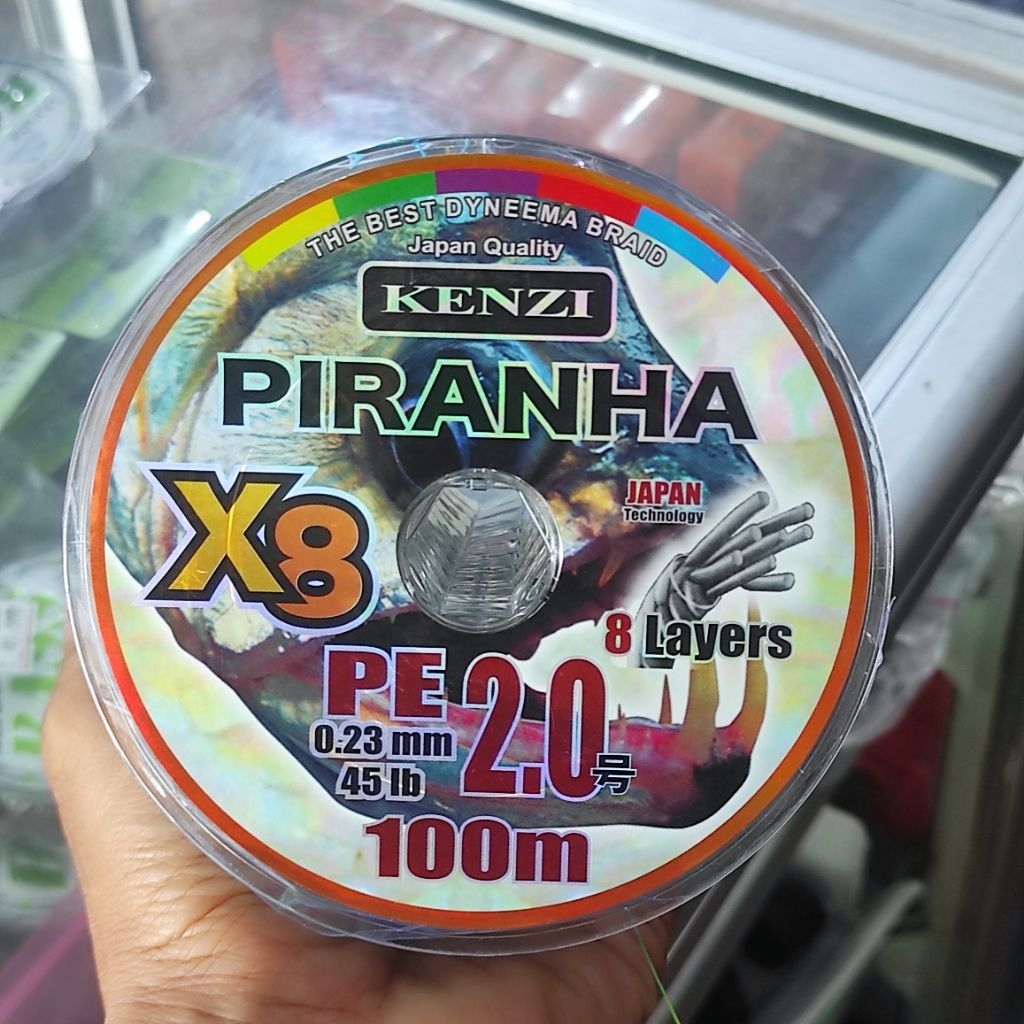 THE BEST DYNEEMA BRAID
Japan Quality
KENZI
PIRANHA
X8
JAPAN
Technology
8 Layers
PE 2.0号
0.23 mm
45 lb
100m